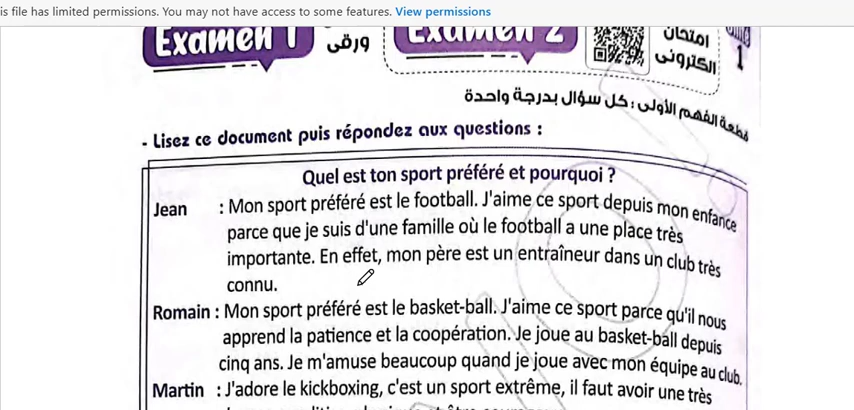 is file has limited permissions. You may not have access to some features. View permissions
Examen 1 ورقى Examen 2 امتحان الكترونى 1
قطعة الفهم الأولى : كل سؤال بدرجة واحدة
- Lisez ce document puis répondez aux questions :
Quel est ton sport préféré et pourquoi ?
Jean : Mon sport préféré est le football. J'aime ce sport depuis mon enfance
parce que je suis d'une famille où le football a une place très
importante. En effet, mon père est un entraîneur dans un club très
connu.
Romain : Mon sport préféré est le basket-ball. J'aime ce sport parce qu'il nous
apprend la patience et la coopération. Je joue au basket-ball depuis
cinq ans. Je m'amuse beaucoup quand je joue avec mon équipe au club.
Martin : J'adore le kickboxing, c'est un sport extrême, il faut avoir une très